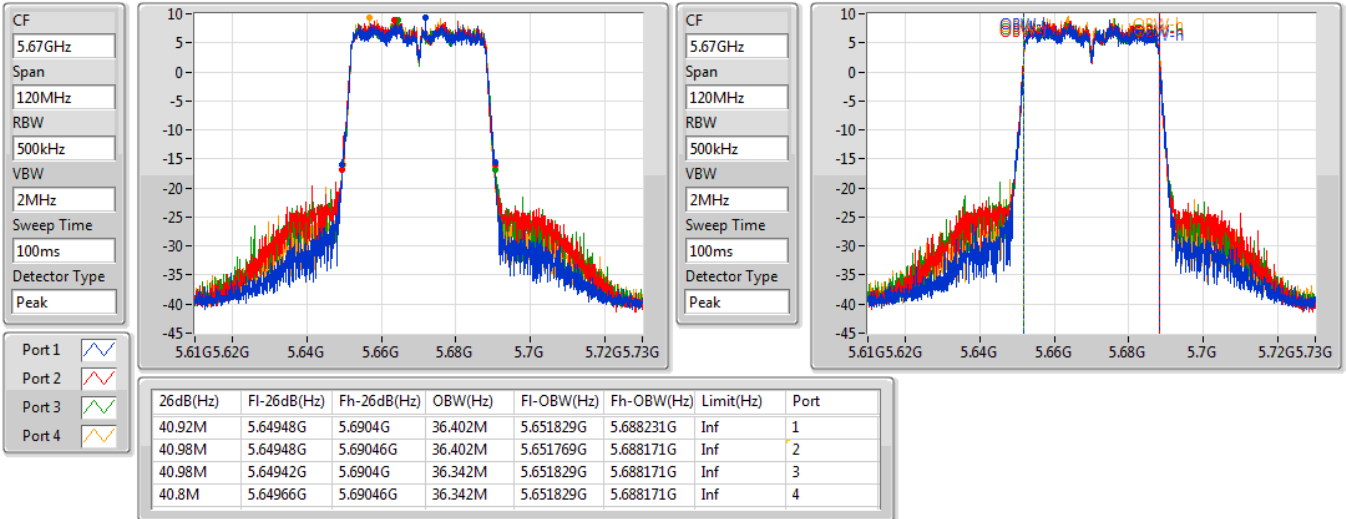 CF
5.67GHz
Span
120MHz
RBW
500kHz
VBW
2MHz
Sweep Time
100ms
Detector Type
Peak
10
5
0
-5
-10
-15
-20
-25
-30
-35
-40
-45
5.61G 5.62G 5.64G 5.66G 5.68G 5.7G 5.72G 5.73G
CF
5.67GHz
Span
120MHz
RBW
500kHz
VBW
2MHz
Sweep Time
100ms
Detector Type
Peak
10
5
0
-5
-10
-15
-20
-25
-30
-35
-40
-45
OBW-h
5.61G 5.62G 5.64G 5.66G 5.68G 5.7G 5.72G 5.73G
Port 1
Port 2
Port 3
Port 4
26dB(Hz) Fl-26dB(Hz) Fh-26dB(Hz) OBW(Hz) Fl-OBW(Hz) Fh-OBW(Hz) Limit(Hz) Port
40.92M 5.64948G 5.6904G 36.402M 5.651829G 5.688231G Inf 1
40.98M 5.64948G 5.69046G 36.402M 5.651769G 5.688171G Inf 2
40.98M 5.64942G 5.6904G 36.342M 5.651829G 5.688171G Inf 3
40.8M 5.64966G 5.69046G 36.342M 5.651829G 5.688171G Inf 4